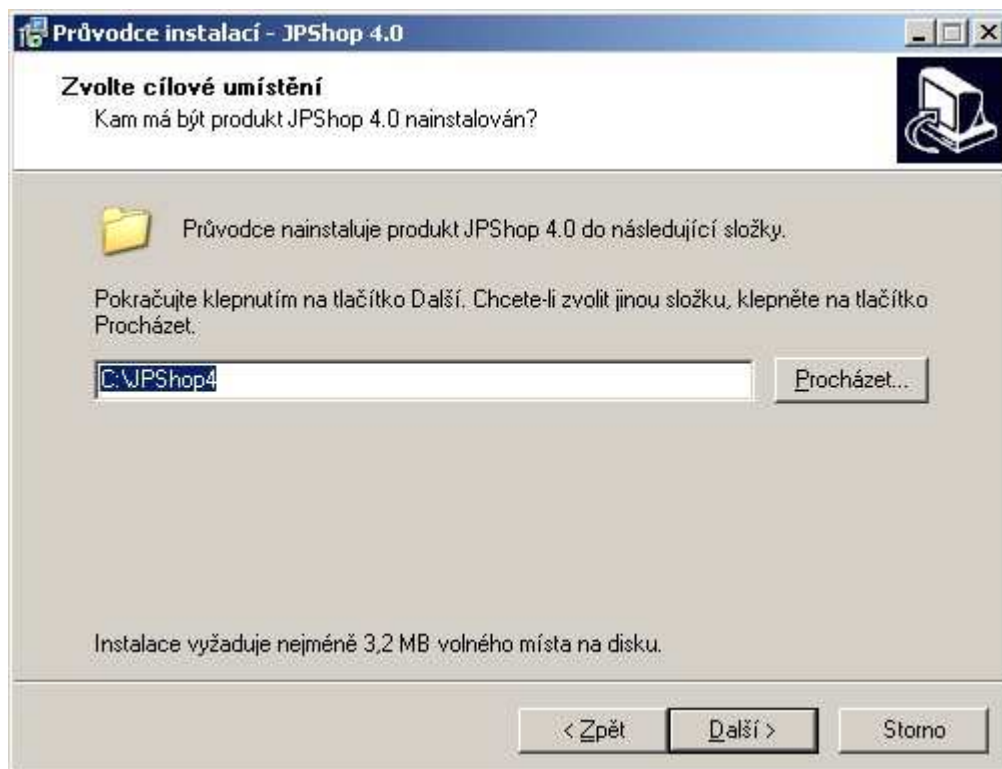 Průvodce instalací - JPShop 4.0
Zvolte cílové umístění
Kam má být produkt JPShop 4.0 nainstalován?
Průvodce nainstaluje produkt JPShop 4.0 do následující složky.
Pokračujte klepnutím na tlačítko Další. Chcete-li zvolit jinou složku, klepněte na tlačítko
Procházet.
C:\JPShop4
Procházet...
Instalace vyžaduje nejméně 3,2 MB volného místa na disku.
< Zpět
Další >
Storno